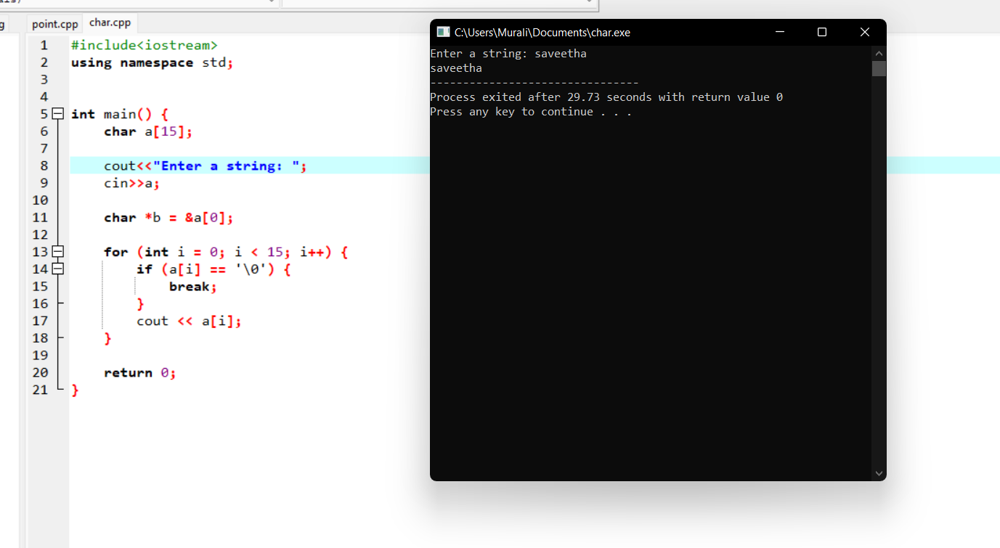 point.cpp char.cpp
1 #include<iostream>
2 using namespace std;
3
4
5 int main() {
6 char a[15];
7
8 cout<<"Enter a string: ";
9 cin>>a;
10
11 char *b = &a[0];
12
13 for (int i = 0; i < 15; i++) {
14 if (a[i] == '\0') {
15 break;
16 }
17 cout << a[i];
18 }
19
20 return 0;
21 }
C:\Users\Murali\Documents\char.exe
Enter a string: saveetha
saveetha
--------------------------------
Process exited after 29.73 seconds with return value 0
Press any key to continue . . .